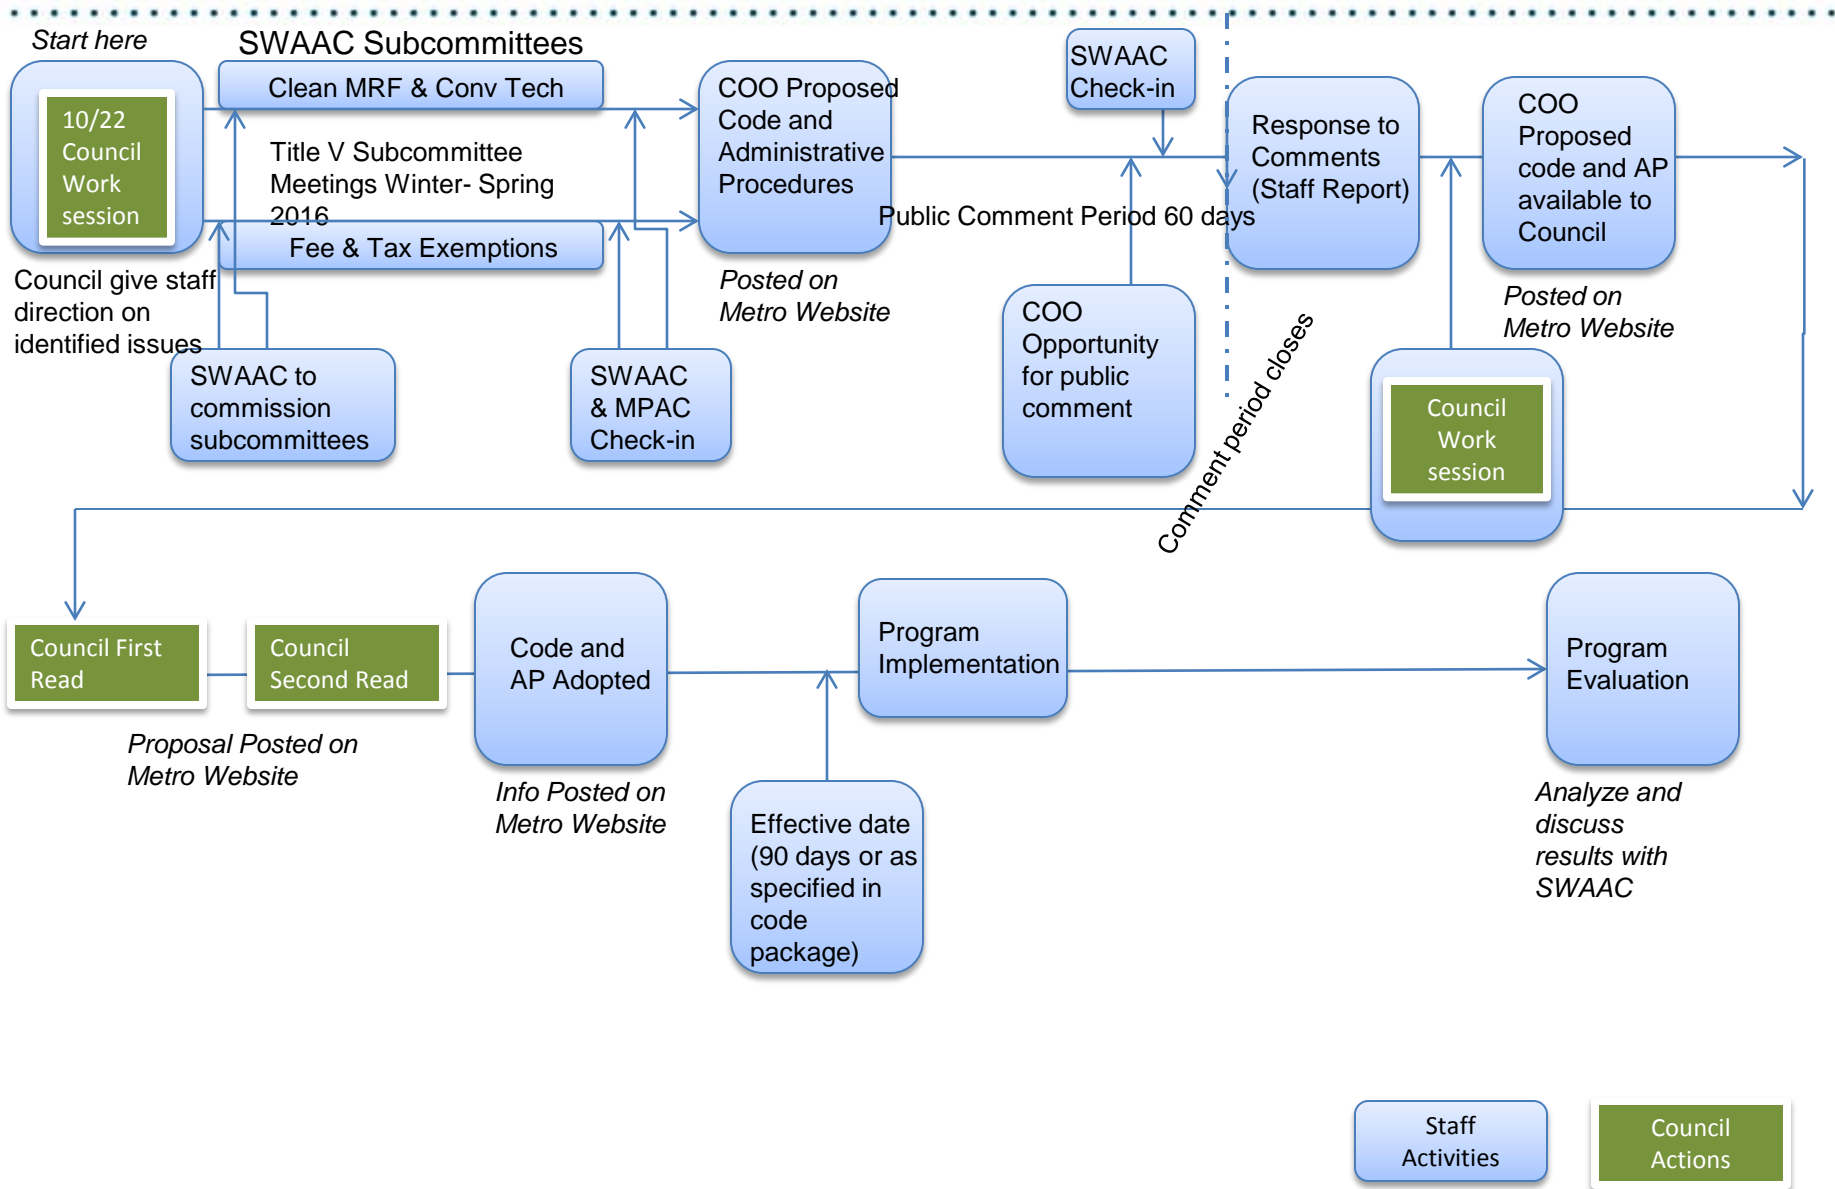 Start here
SWAAC Subcommittees
10/22
Council
Work
session
Council give staff
direction on
identified issues
Clean MRF & Conv Tech
Title V Subcommittee
Meetings Winter- Spring
2016
Fee & Tax Exemptions
SWAAC to
commission
subcommittees
SWAAC
& MPAC
Check-in
COO Proposed
Code and
Administrative
Procedures
Posted on
Metro Website
SWAAC
Check-in
Public Comment Period 60 days
COO
Opportunity
for public
comment
Comment period closes
Response to
Comments
(Staff Report)
Council
Work
session
COO
Proposed
code and AP
available to
Council
Posted on
Metro Website
Council First
Read
Council
Second Read
Proposal Posted on
Metro Website
Code and
AP Adopted
Info Posted on
Metro Website
Effective date
(90 days or as
specified in
code
package)
Program
Implementation
Program
Evaluation
Analyze and
discuss
results with
SWAAC
Staff
Activities
Council
Actions